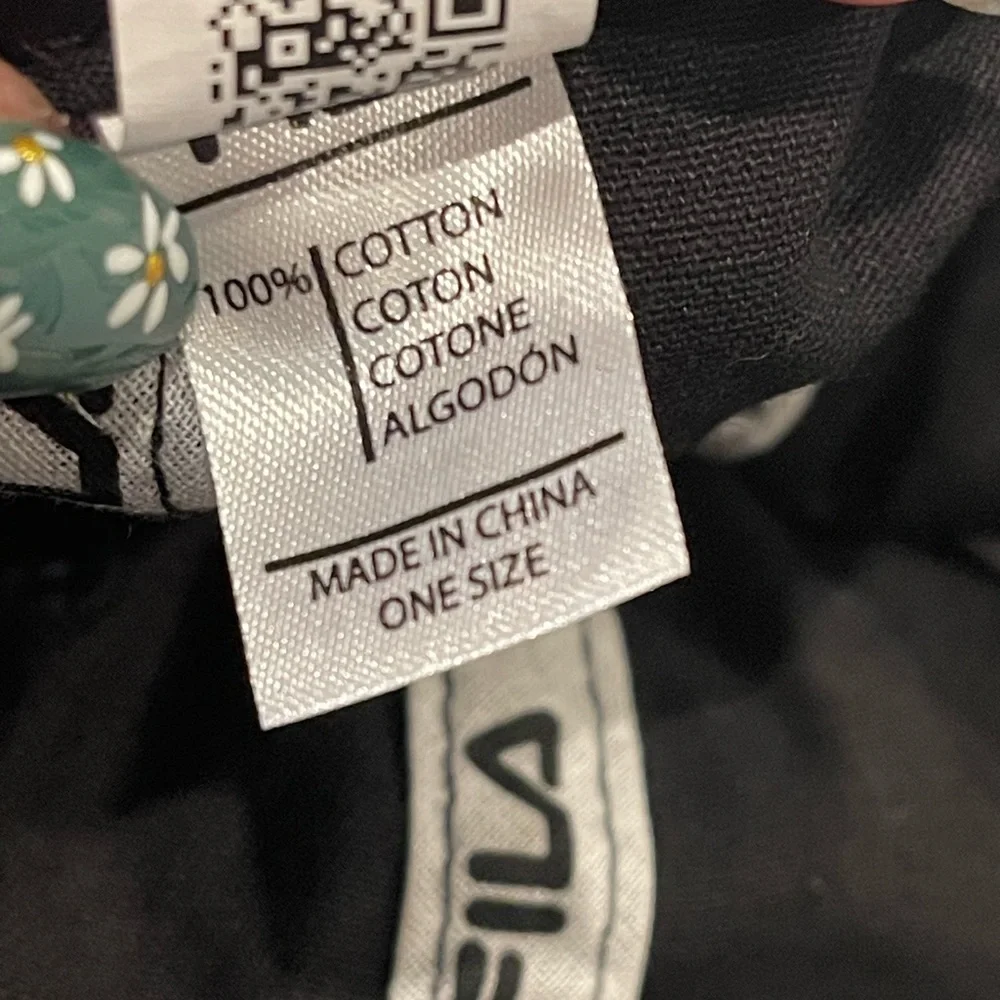 100% COTTON
COTON
COTONE
ALGODÓN
MADE IN CHINA
ONE SIZE
FILA